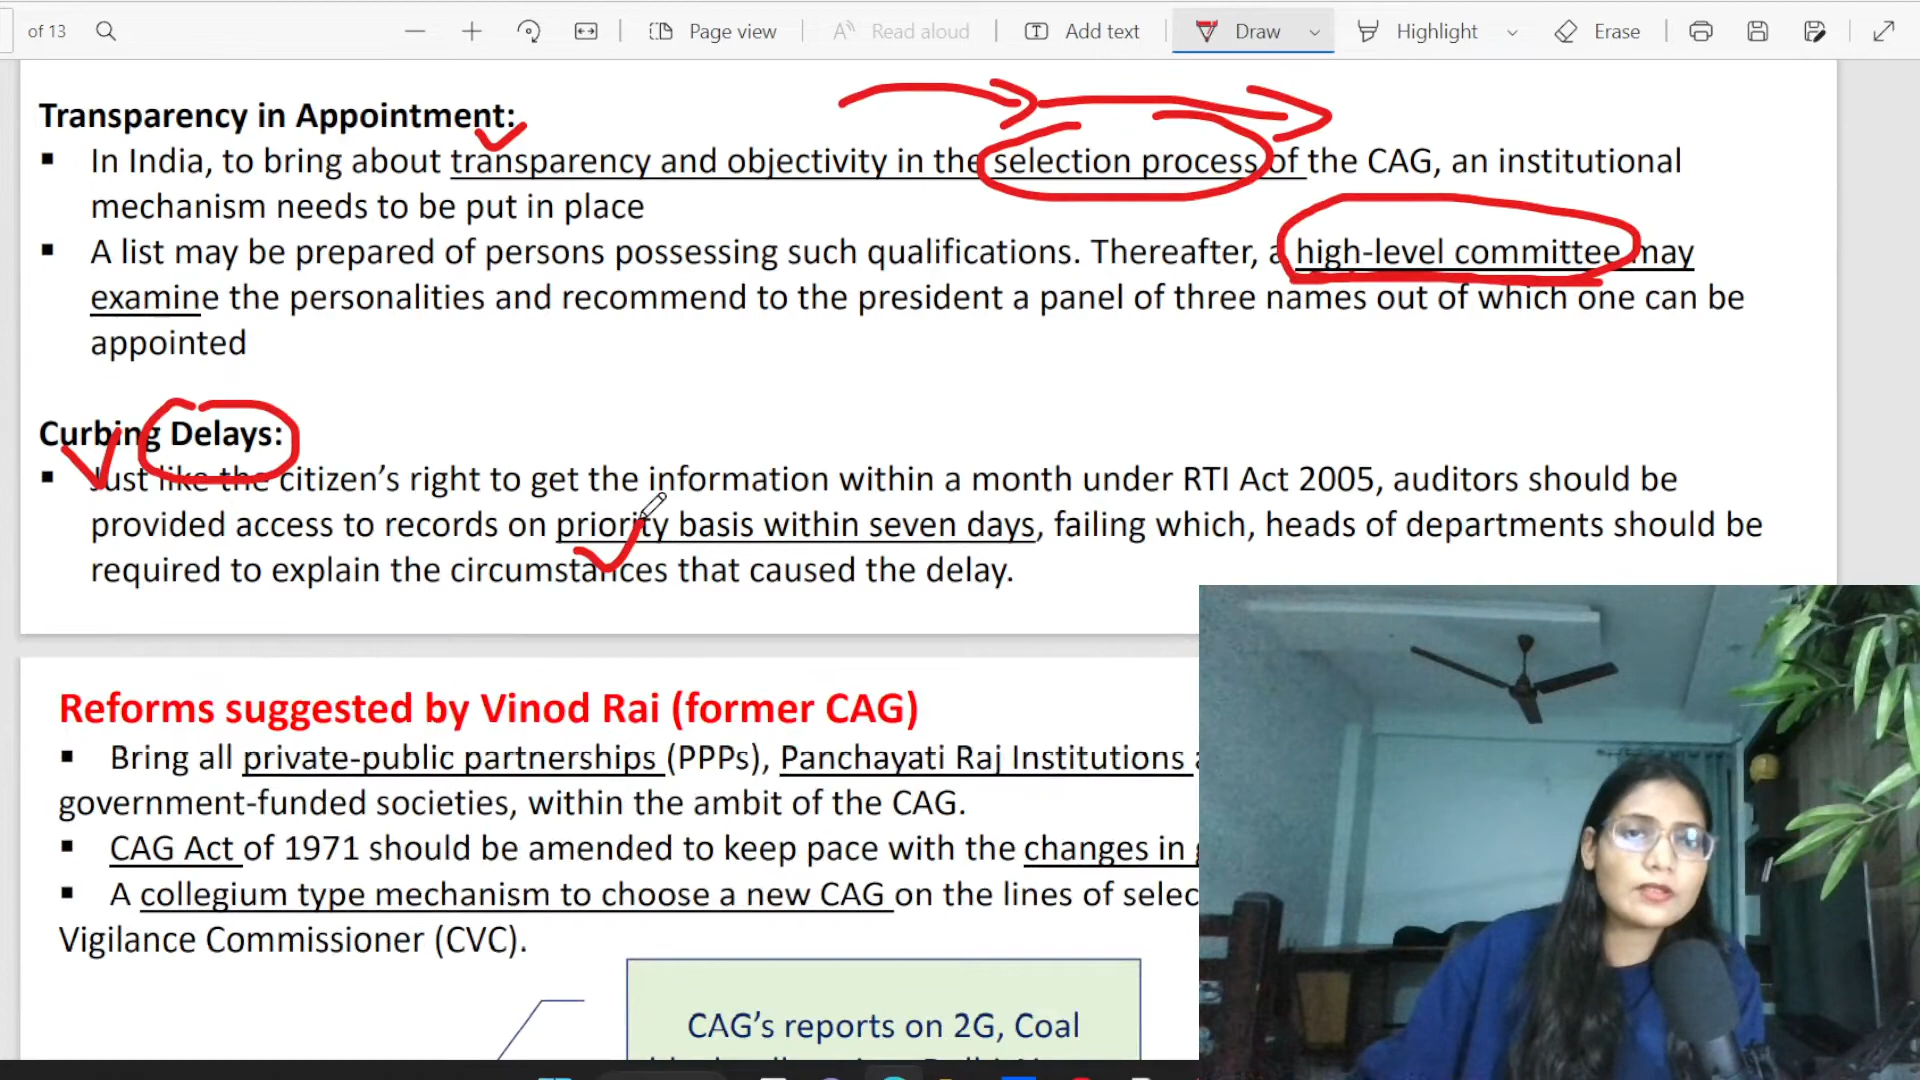 of 13
Page view
Read aloud
Add text
Draw
Highlight
Erase
Transparency in Appointment:
▪ In India, to bring about transparency and objectivity in the selection process of the CAG, an institutional
mechanism needs to be put in place
▪ A list may be prepared of persons possessing such qualifications. Thereafter, a high-level committee may
examine the personalities and recommend to the president a panel of three names out of which one can be
appointed
Curbing Delays:
▪ Just like the citizen’s right to get the information within a month under RTI Act 2005, auditors should be
provided access to records on priority basis within seven days, failing which, heads of departments should be
required to explain the circumstances that caused the delay.
Reforms suggested by Vinod Rai (former CAG)
▪ Bring all private-public partnerships (PPPs), Panchayati Raj Institutions
government-funded societies, within the ambit of the CAG.
▪ CAG Act of 1971 should be amended to keep pace with the changes in
▪ A collegium type mechanism to choose a new CAG on the lines of selec
Vigilance Commissioner (CVC).
CAG’s reports on 2G, Coal